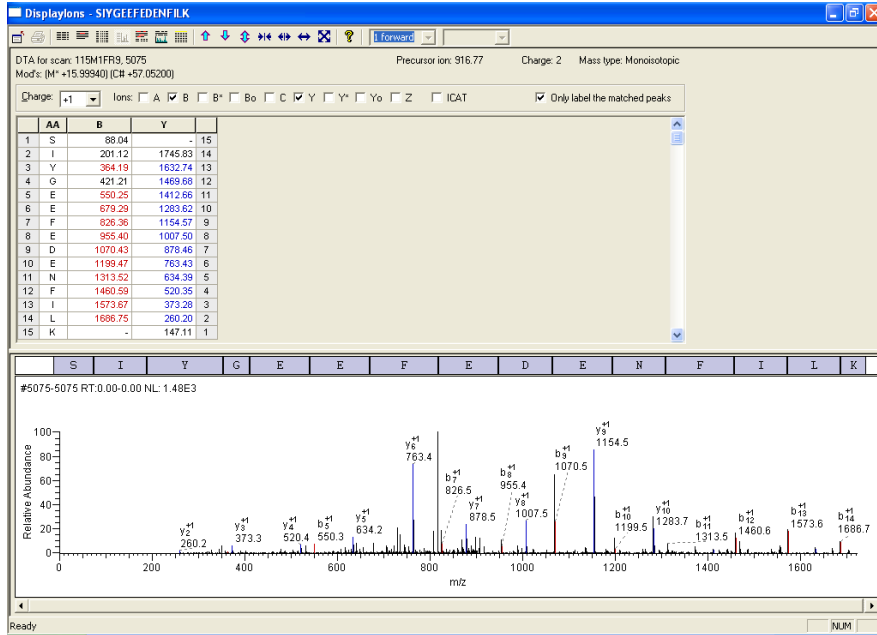 DisplayIons - SIYGEEFEDENFILK
1 forward
DTA for scan: 115M1FR9, 5075 Precursor ion: 916.77 Charge: 2 Mass type: Monoisotopic
Mod's: (M* +15.99940) (C# +57.05200)
Charge: +1 Ions: A B B* Bo C Y Y* Yo Z ICAT Only label the matched peaks
AA B Y
1 S 88.04 - 15
2 I 201.12 1745.83 14
3 Y 364.19 1632.74 13
4 G 421.21 1469.68 12
5 E 550.25 1412.66 11
6 E 679.29 1283.62 10
7 F 826.36 1154.57 9
8 E 955.40 1007.50 8
9 D 1070.43 878.46 7
10 E 1199.47 763.43 6
11 N 1313.52 634.39 5
12 F 1460.59 520.35 4
13 I 1573.67 373.28 3
14 L 1686.75 260.20 2
15 K - 147.11 1
S I Y G E E F E D E N F I L K
#5075-5075 RT:0.00-0.00 NL: 1.48E3
Relative Abundance
100
80
60
40
20
0
y2+1
260.2
y3+1
373.3
y4+1
520.4
b5+1
550.3
y5+1
634.2
y6+1
763.4
b7+1
826.5
y7+1
878.5
b8+1
955.4
y8+1
1007.5
b9+1
1070.5
y9+1
1154.5
b10+1
1199.5
y10+1
1283.7
b11+1
1313.5
b12+1
1460.6
b13+1
1573.6
b14+1
1686.7
0 200 400 600 800 1000 1200 1400 1600
m/z
Ready NUM